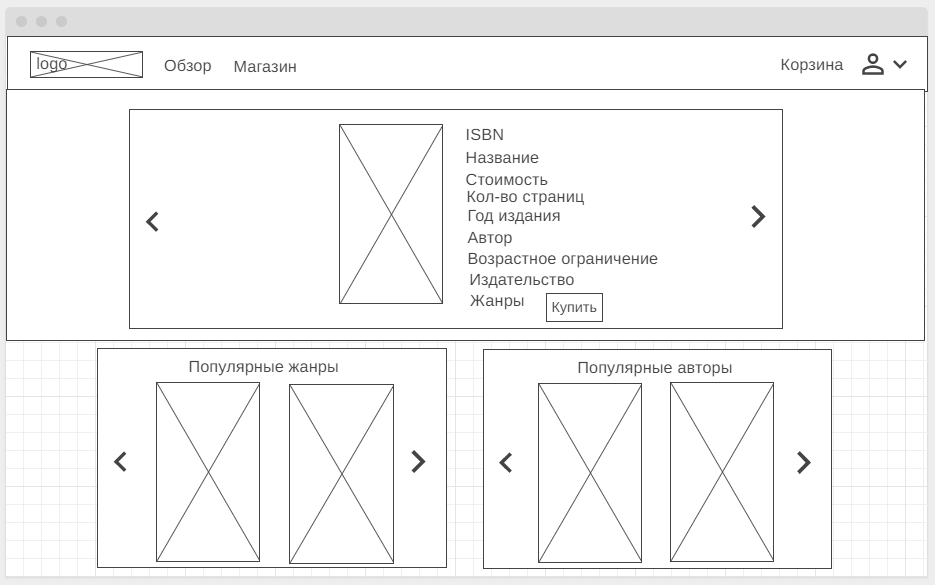 logo
Обзор
Магазин
Корзина
ISBN
Название
Стоимость
Кол-во страниц
Год издания
Автор
Возрастное ограничение
Издательство
Жанры
Купить
Популярные жанры
Популярные авторы